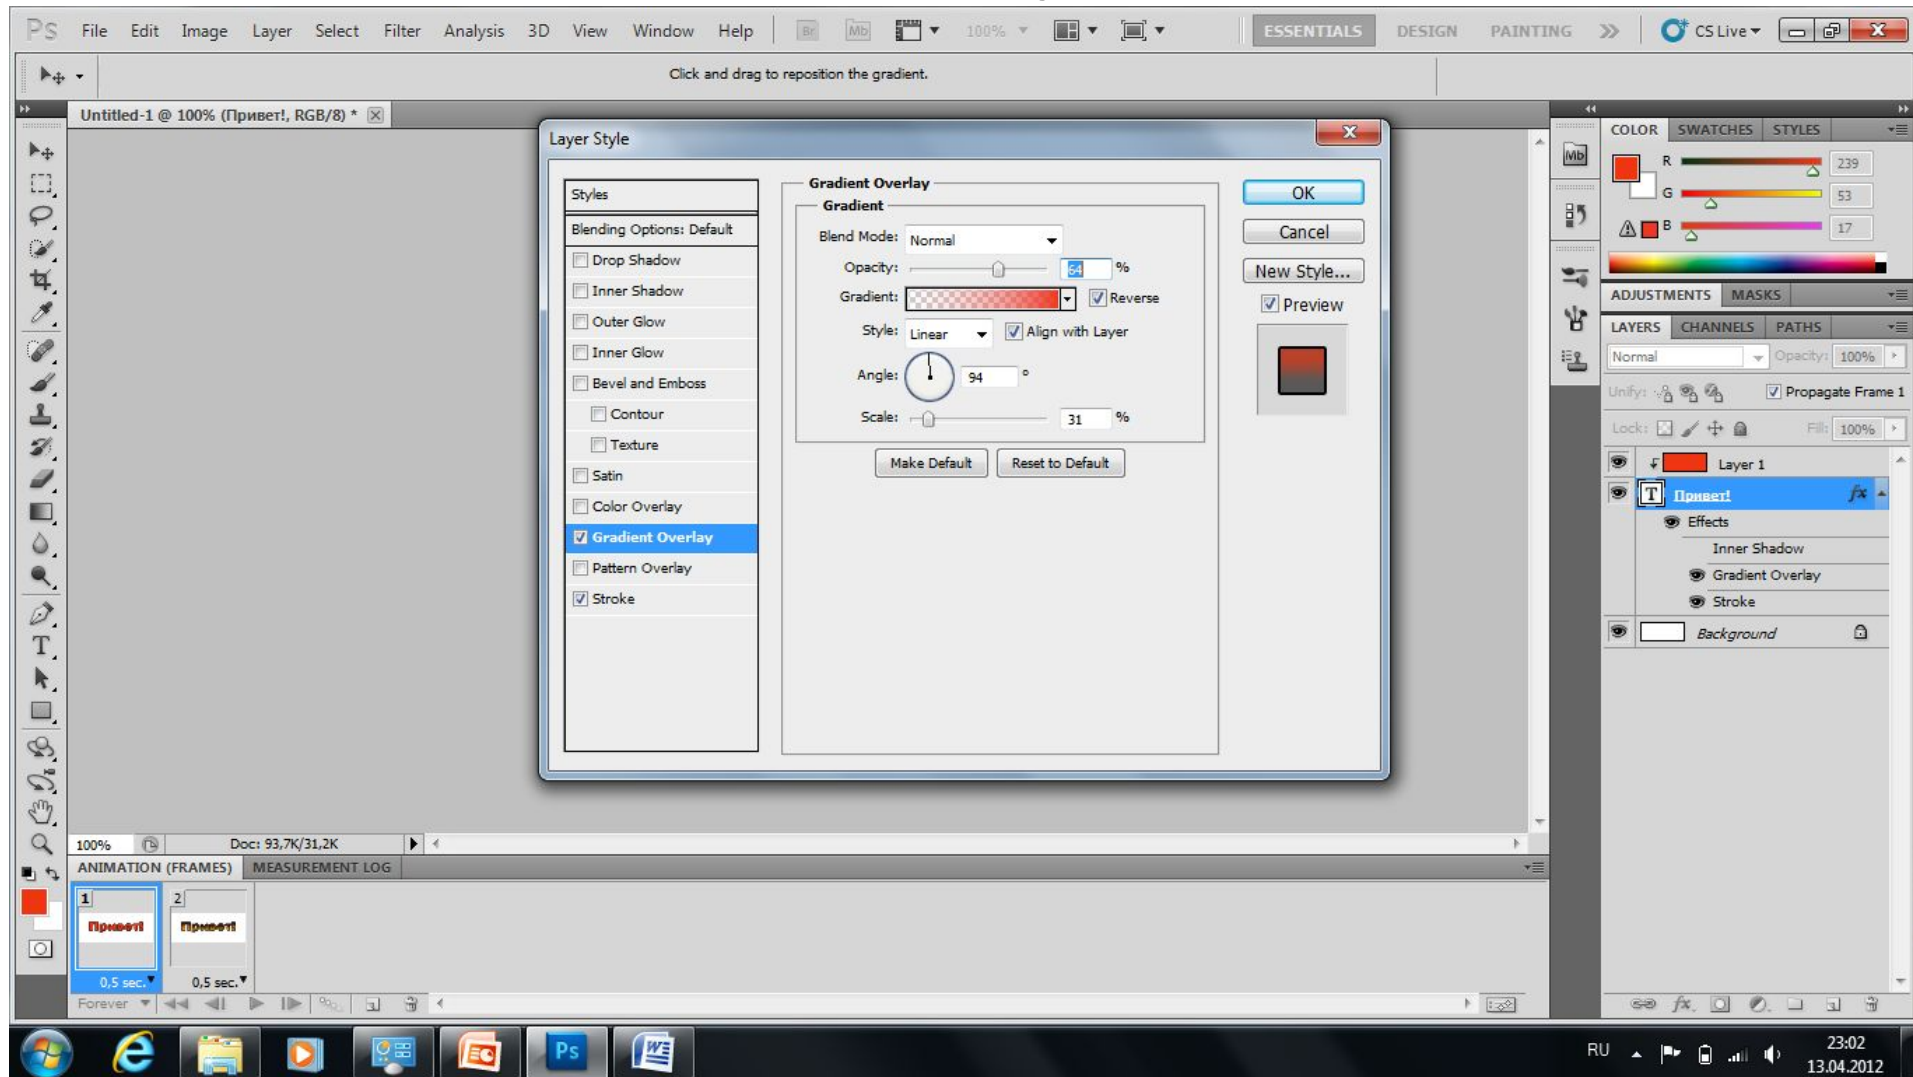 Ps File Edit Image Layer Select Filter Analysis 3D View Window Help Br Mb 100% ESSENTIALS DESIGN PAINTING CS Live
Click and drag to reposition the gradient.
Untitled-1 @ 100% (Привет!, RGB/8) *
Layer Style
Styles
Blending Options: Default
Drop Shadow
Inner Shadow
Outer Glow
Inner Glow
Bevel and Emboss
Contour
Texture
Satin
Color Overlay
Gradient Overlay
Pattern Overlay
Stroke
Gradient Overlay
Gradient
Blend Mode: Normal
Opacity: 64 %
Gradient: Reverse
Style: Linear Align with Layer
Angle: 94 °
Scale: 31 %
Make Default Reset to Default
OK
Cancel
New Style...
Preview
Mb
COLOR SWATCHES STYLES
R 239
G 53
B 17
ADJUSTMENTS MASKS
LAYERS CHANNELS PATHS
Normal Opacity: 100%
Unify: Propagate Frame 1
Lock: Fill: 100%
Layer 1
T Привет! fx
Effects
Inner Shadow
Gradient Overlay
Stroke
Background
fx.
100% Doc: 93,7K/31,2K
ANIMATION (FRAMES) MEASUREMENT LOG
1 2
Привет! Привет!
0,5 sec. 0,5 sec.
Forever
Ps W
RU 23:02
13.04.2012